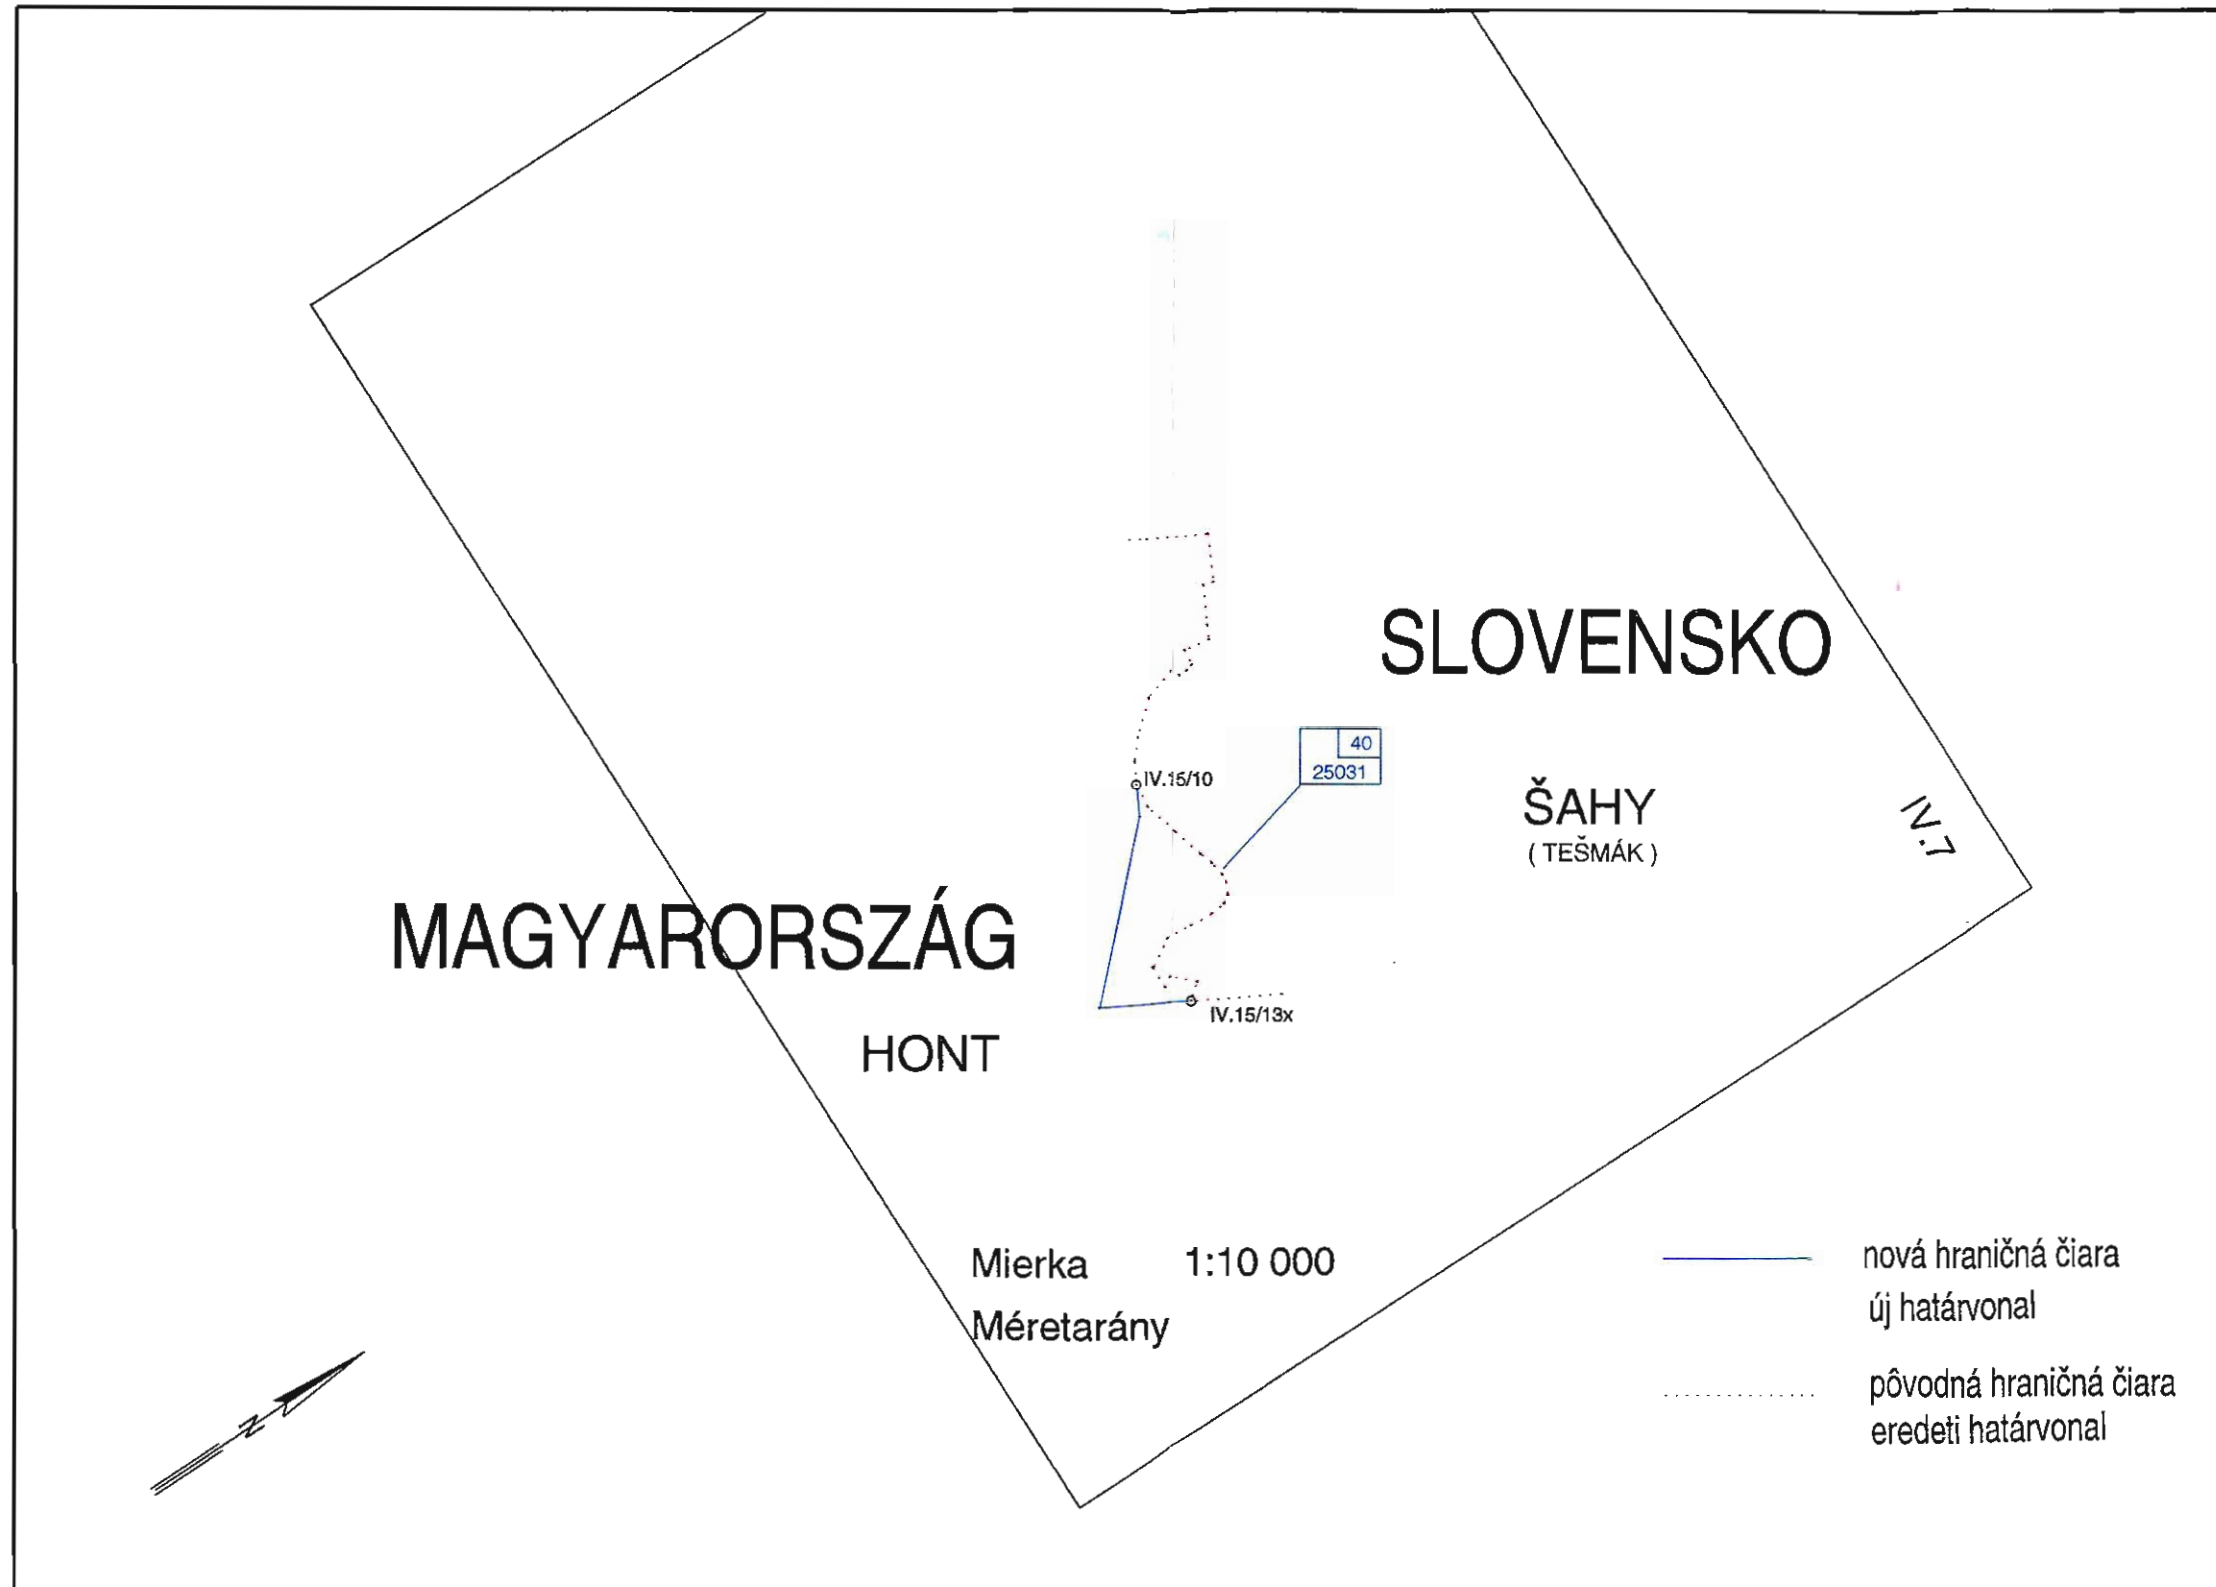 SLOVENSKO
40
25031
IV.15/10
ŠAHY
( TEŠMÁK )
IV.7
MAGYARORSZÁG
IV.15/13x
HONT
Mierka 1:10 000
Méretarány
nová hraničná čiara
új határvonal
pôvodná hraničná čiara
eredeti határvonal
N